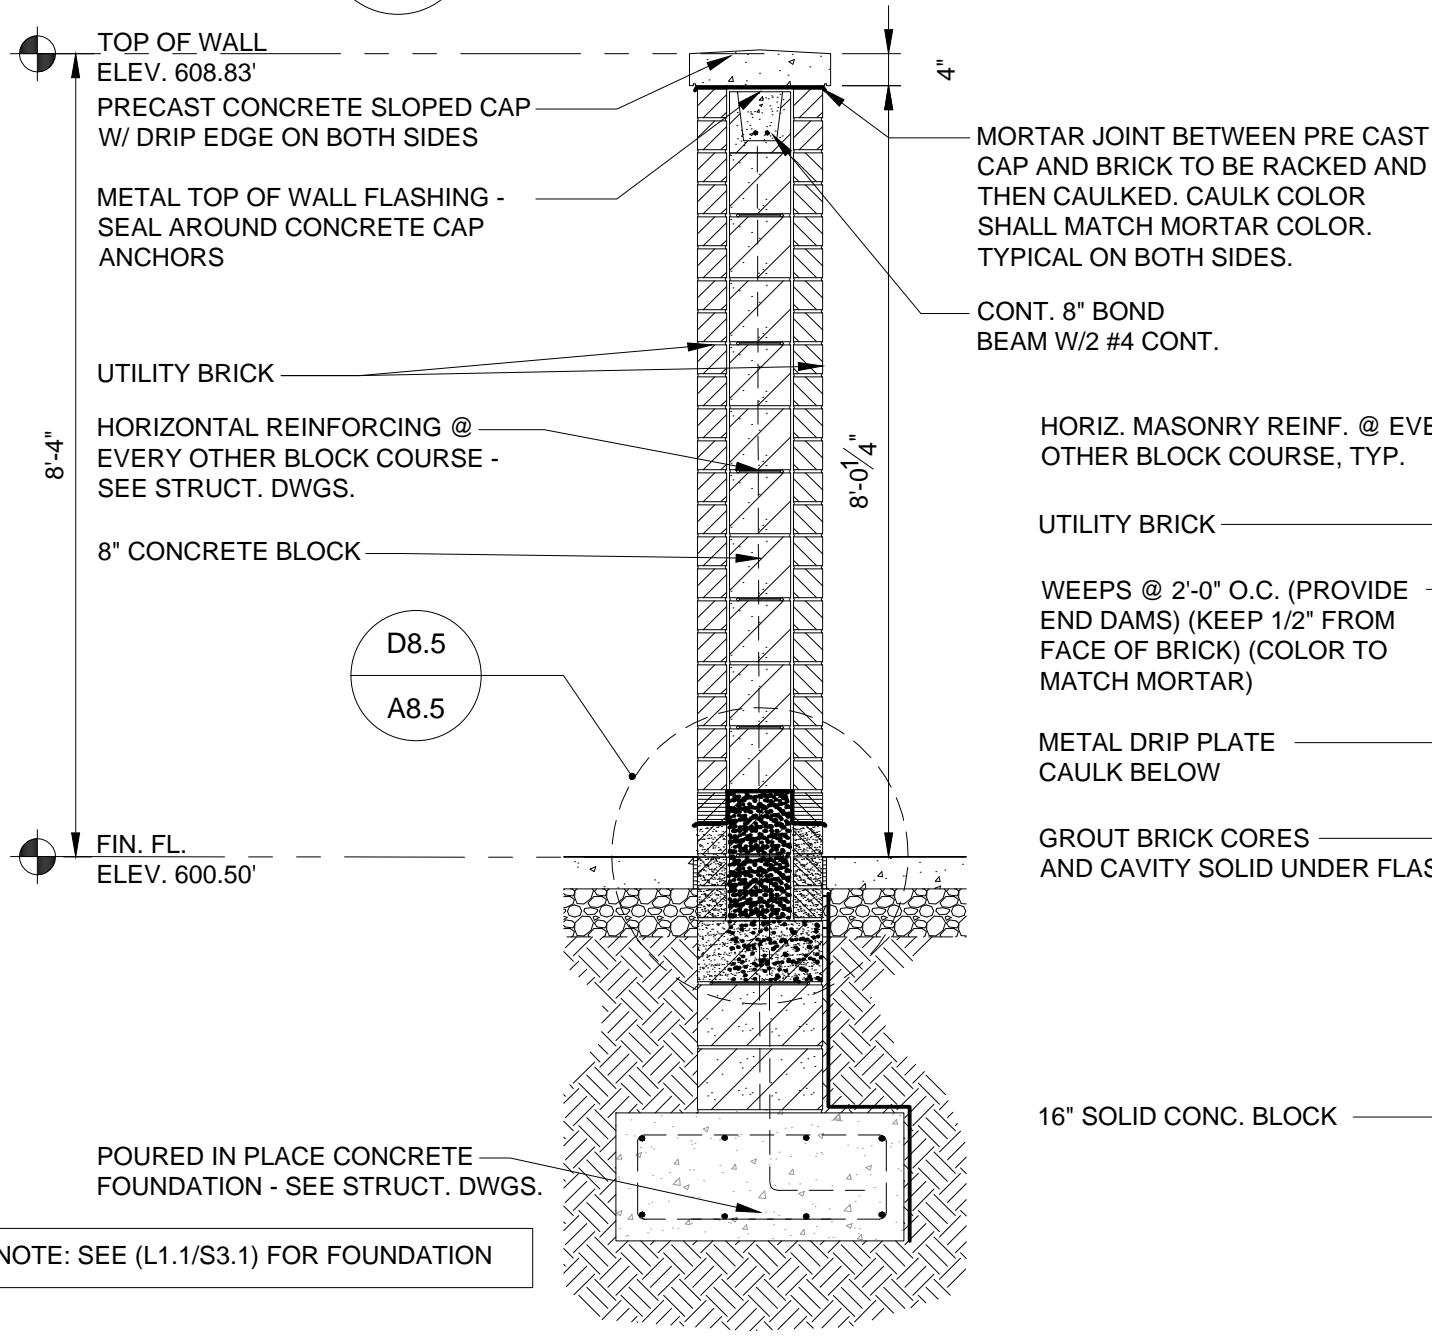 TOP OF WALL
ELEV. 608.83'
PRECAST CONCRETE SLOPED CAP
W/ DRIP EDGE ON BOTH SIDES
METAL TOP OF WALL FLASHING -
SEAL AROUND CONCRETE CAP
ANCHORS
UTILITY BRICK
HORIZONTAL REINFORCING @
EVERY OTHER BLOCK COURSE -
SEE STRUCT. DWGS.
8'-4"
8" CONCRETE BLOCK
D8.5
A8.5
FIN. FL.
ELEV. 600.50'
POURED IN PLACE CONCRETE
FOUNDATION - SEE STRUCT. DWGS.
NOTE: SEE (L1.1/S3.1) FOR FOUNDATION
4"
8'-0 1/4"
MORTAR JOINT BETWEEN PRE CAST
CAP AND BRICK TO BE RACKED AND
THEN CAULKED. CAULK COLOR
SHALL MATCH MORTAR COLOR.
TYPICAL ON BOTH SIDES.
CONT. 8" BOND
BEAM W/2 #4 CONT.
HORIZ. MASONRY REINF. @ EVE
OTHER BLOCK COURSE, TYP.
UTILITY BRICK
WEEPS @ 2'-0" O.C. (PROVIDE
END DAMS) (KEEP 1/2" FROM
FACE OF BRICK) (COLOR TO
MATCH MORTAR)
METAL DRIP PLATE
CAULK BELOW
GROUT BRICK CORES
AND CAVITY SOLID UNDER FLAS
16" SOLID CONC. BLOCK